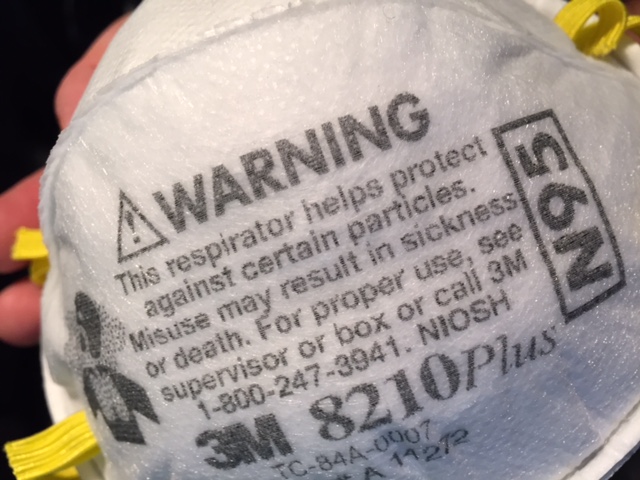 WARNING
This respirator helps protect
against certain particles.
Misuse may result in sickness
or death. For proper use, see
supervisor or box or call 3M
1-800-247-3941. NIOSH
3M 8210Plus
TC-84A-0007
A 11212
N95